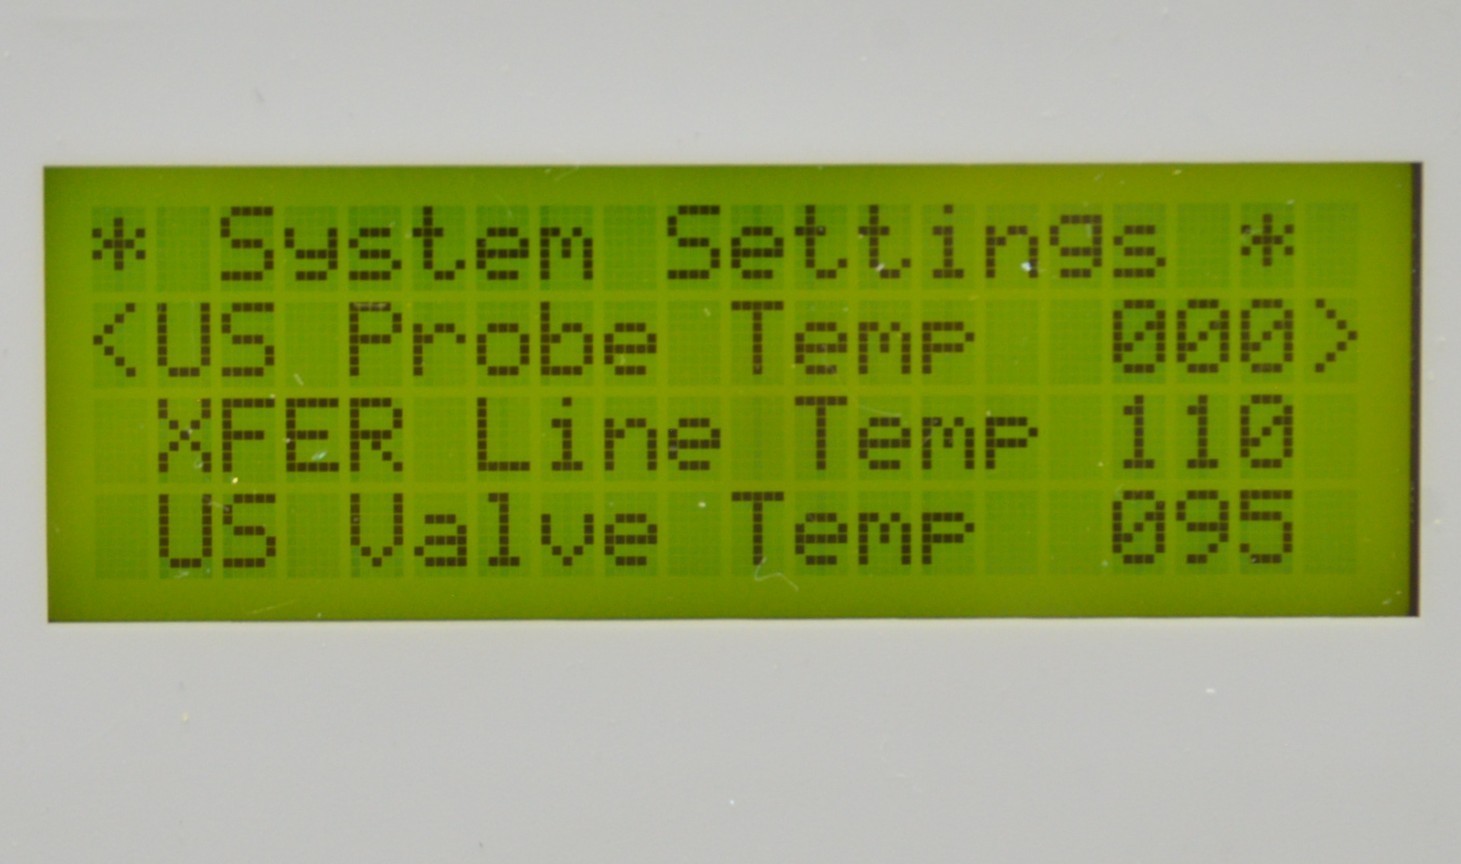 * System Settings *
<US Probe Temp  000>
XFER Line Temp 110
US Valve Temp  095